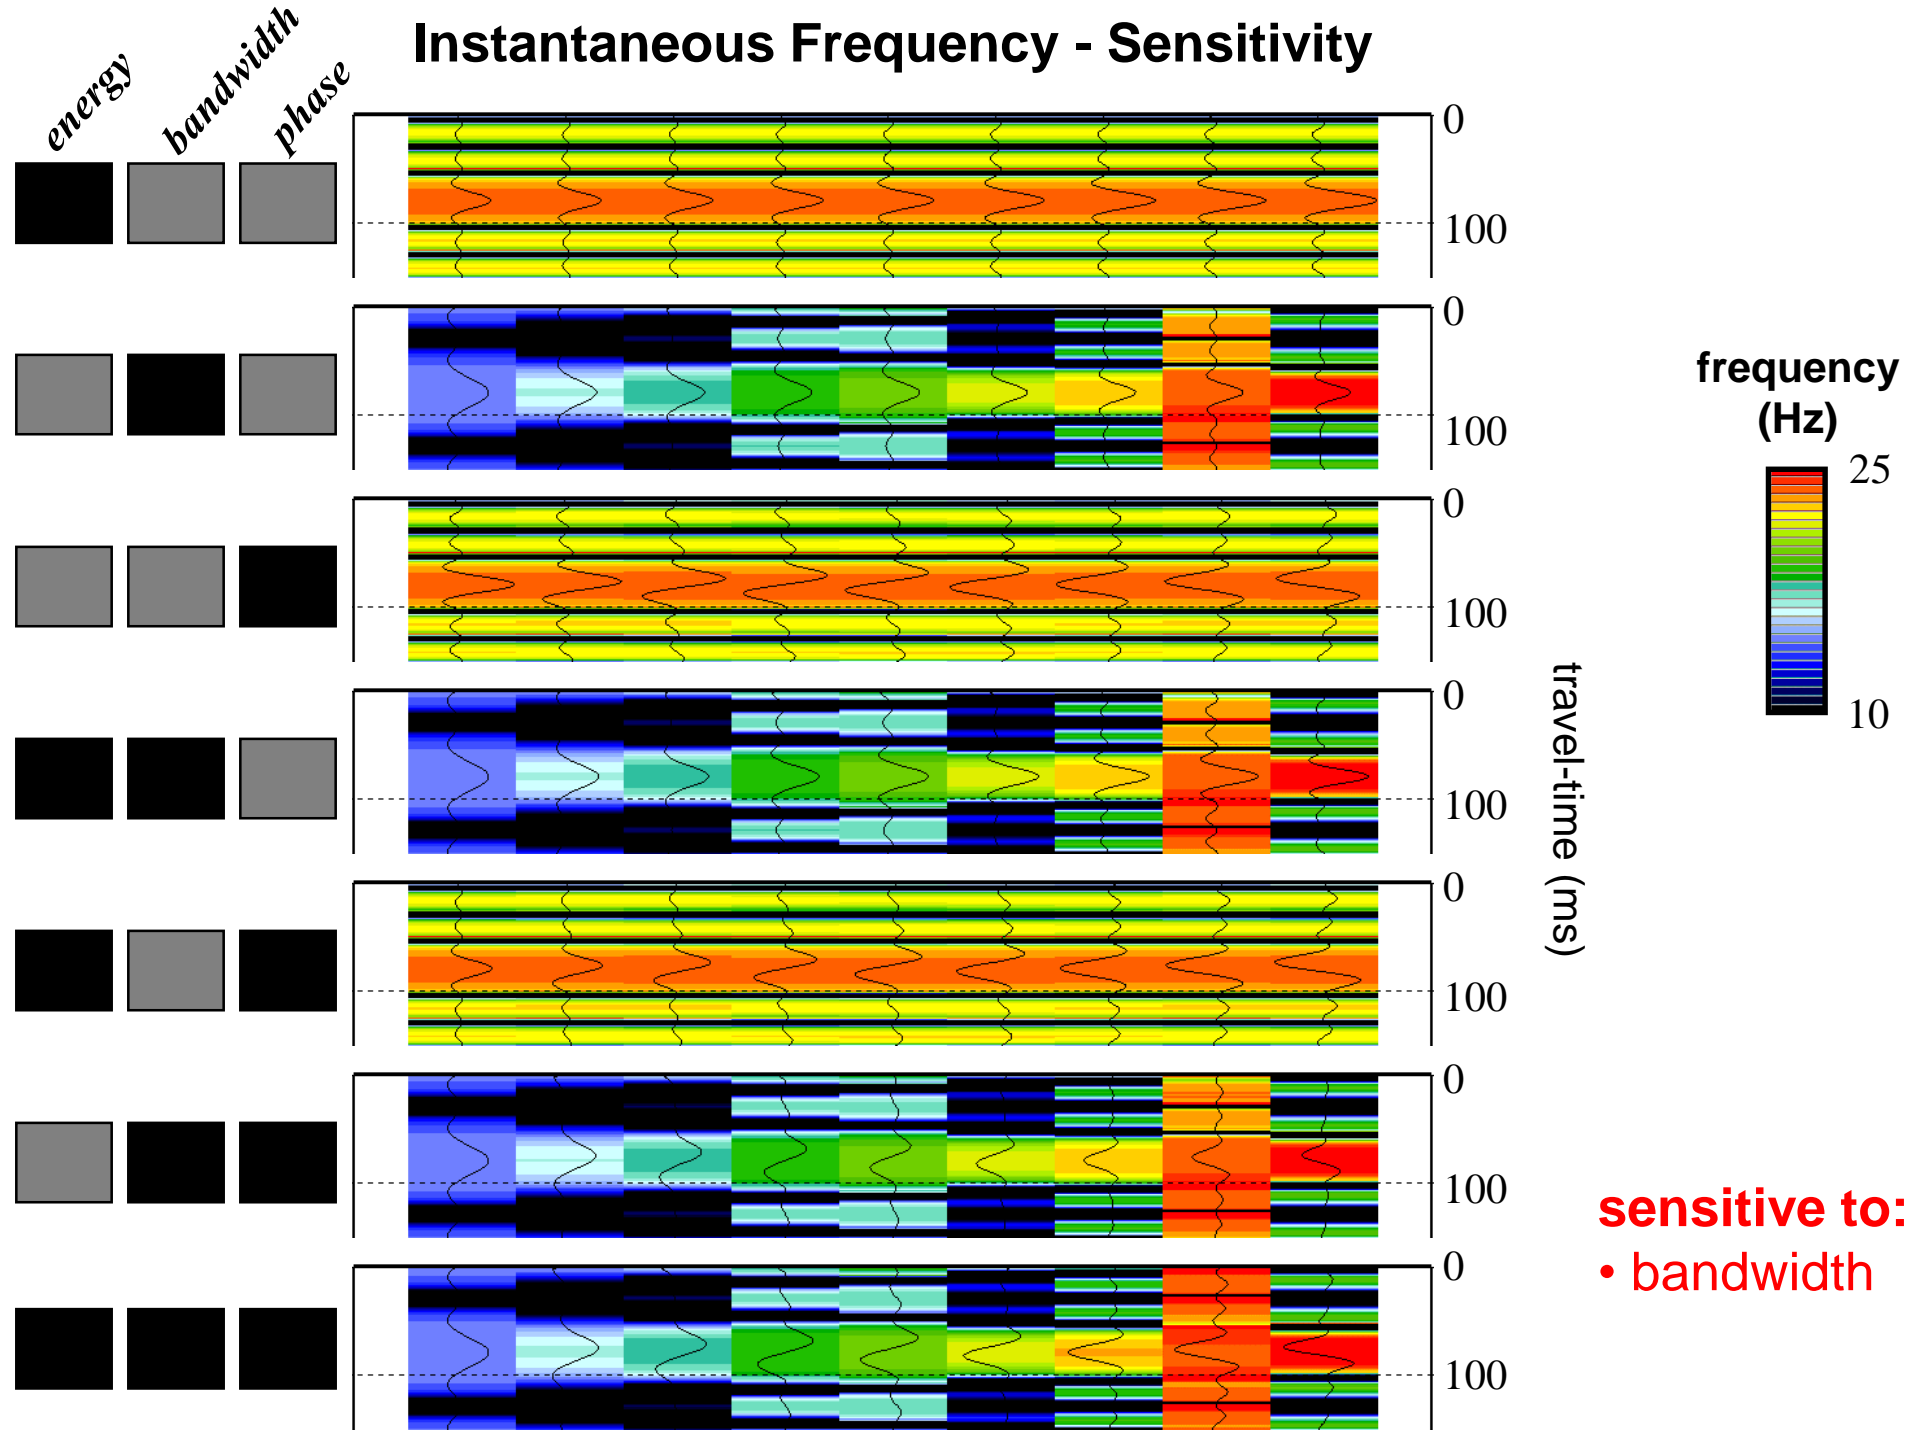 Instantaneous Frequency - Sensitivity
energy
bandwidth
phase
0
100
0
100
0
100
0
100
0
100
0
100
0
100
travel-time (ms)
frequency
(Hz)
25
10
sensitive to:
• bandwidth